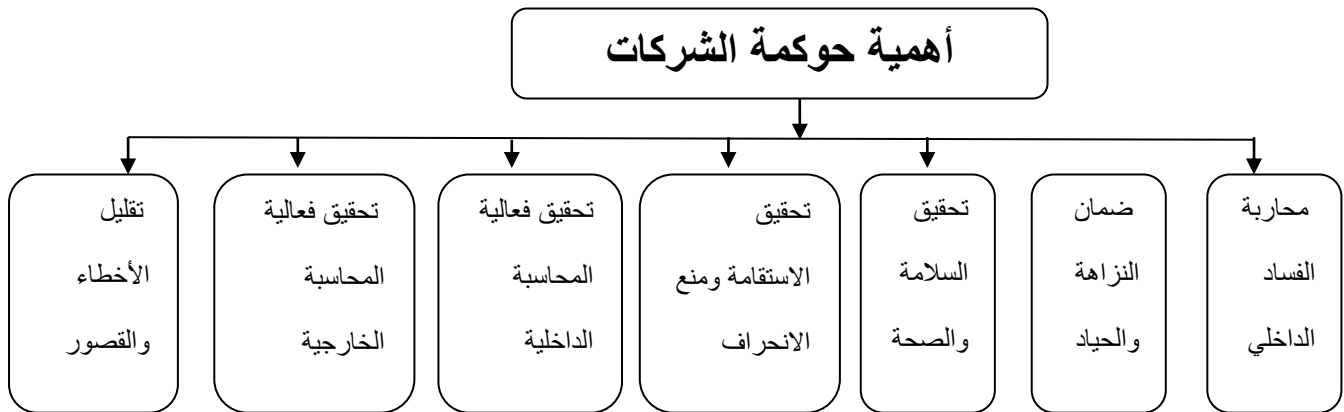 أهمية حوكمة الشركات
محاربة
الفساد
الداخلي
ضمان
النزاهة
والحياد
تحقيق
السلامة
والصحة
تحقيق
الاستقامة ومنع
الانحراف
تحقيق فعالية
المحاسبة
الداخلية
تحقيق فعالية
المحاسبة
الخارجية
تقليل
الأخطاء
والقصور